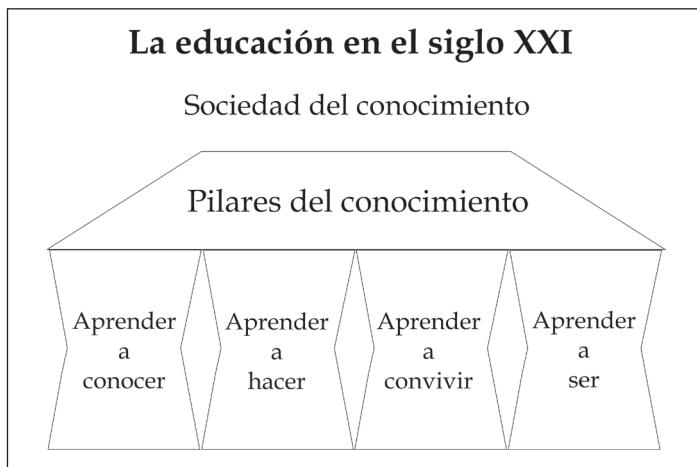 La educación en el siglo XXI
Sociedad del conocimiento
Pilares del conocimiento
Aprender
a
conocer
Aprender
a
hacer
Aprender
a
convivir
Aprender
a
ser